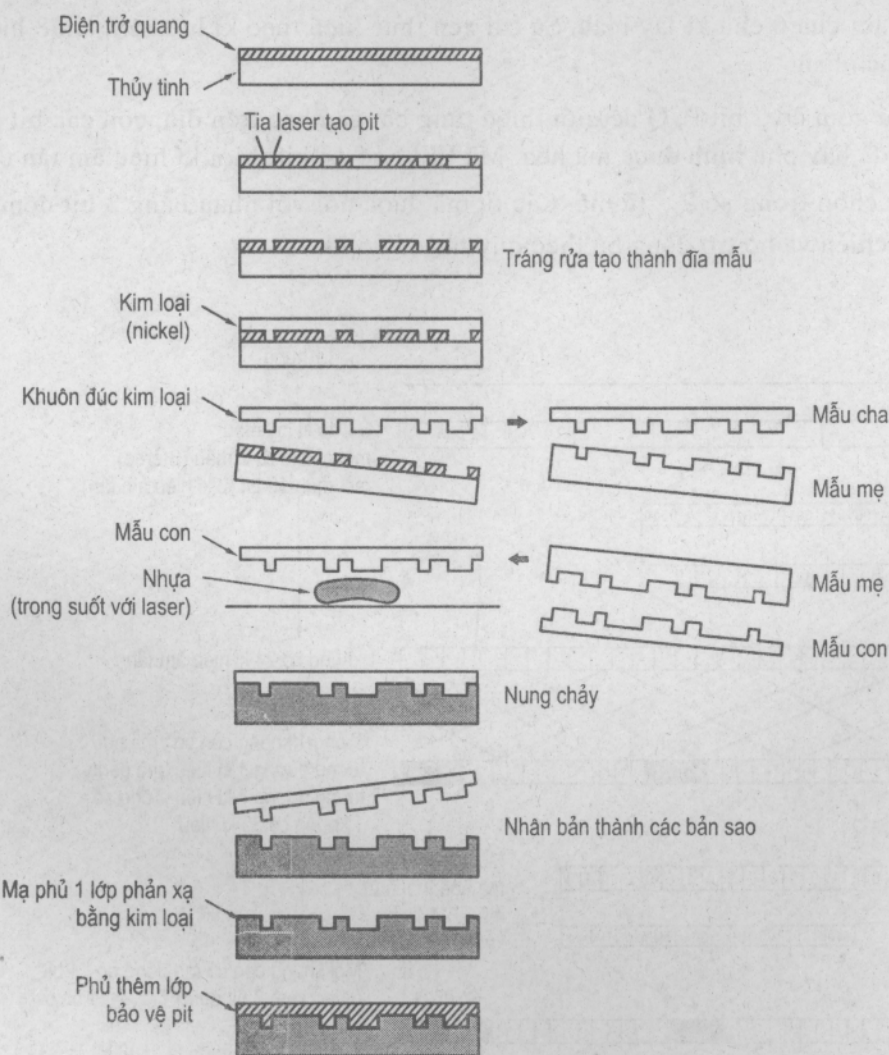 Điện trở quang
Thủy tinh
Tia laser tạo pit
Tráng rửa tạo thành đĩa mẫu
Kim loại
(nickel)
Khuôn đúc kim loại
Mẫu cha
Mẫu mẹ
Mẫu con
Nhựa
(trong suốt với laser)
Mẫu mẹ
Mẫu con
Nung chảy
Nhân bản thành các bản sao
Mạ phủ 1 lớp phản xạ
bằng kim loại
Phủ thêm lớp
bảo vệ pit